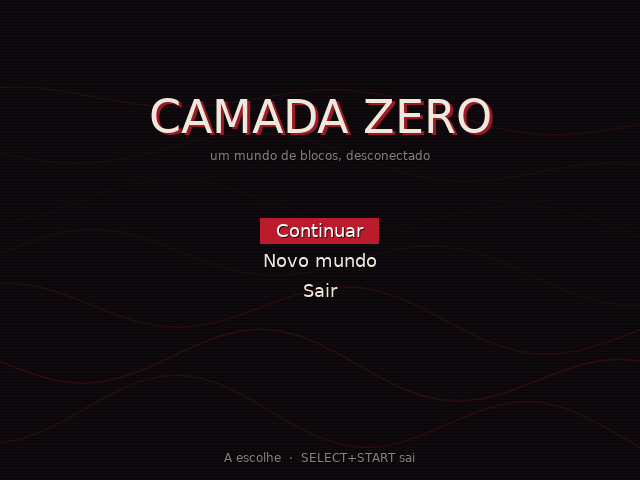 CAMADA ZERO
um mundo de blocos, desconectado
Continuar
Novo mundo
Sair
A escolhe · SELECT+START sai